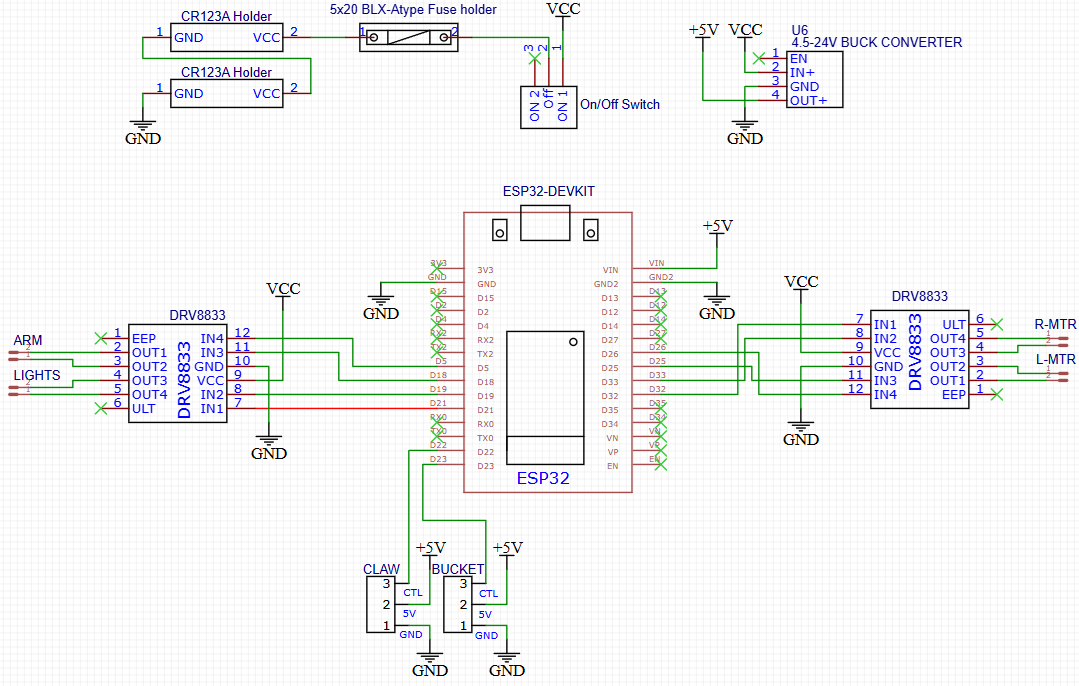 CR123A Holder
1 GND VCC 2
5x20 BLX-Atype Fuse holder
1 2
VCC
3 2 1
ON 2 Off ON 1
On/Off Switch
CR123A Holder
1 GND VCC 2
GND
+5V VCC
U6
4.5-24V BUCK CONVERTER
1 EN
2 IN+
3 GND
4 OUT+
GND
ESP32-DEVKIT
3V3 3V3
GND GND
D15 D15
D2 D2
D4 D4
RX2 RX2
TX2 TX2
D5 D5
D18 D18
D19 D19
D21 D21
RX0 RX0
TX0 TX0
D22 D22
D23 D23
VIN VIN
GND2 GND2
D13 D13
D12 D12
D14 D14
D27 D27
D26 D26
D25 D25
D33 D33
D32 D32
D35 D35
D34 D34
VN VN
VP VP
EN EN
ESP32
+5V
GND
GND
VCC
DRV8833
DRV8833
1 EEP
2 OUT1
3 OUT2
4 OUT3
5 OUT4
6 ULT
IN4 12
IN3 11
GND 10
VCC 9
IN2 8
IN1 7
ARM
2
1
LIGHTS
2
1
GND
VCC
DRV8833
DRV8833
7 IN1
8 IN2
9 VCC
10 GND
11 IN3
12 IN4
ULT 6
OUT4 5
OUT3 4
OUT2 3
OUT1 2
EEP 1
R-MTR
1
2
L-MTR
1
2
GND
+5V
CLAW
3 CTL
2 5V
1 GND
GND
+5V
BUCKET
3 CTL
2 5V
1 GND
GND